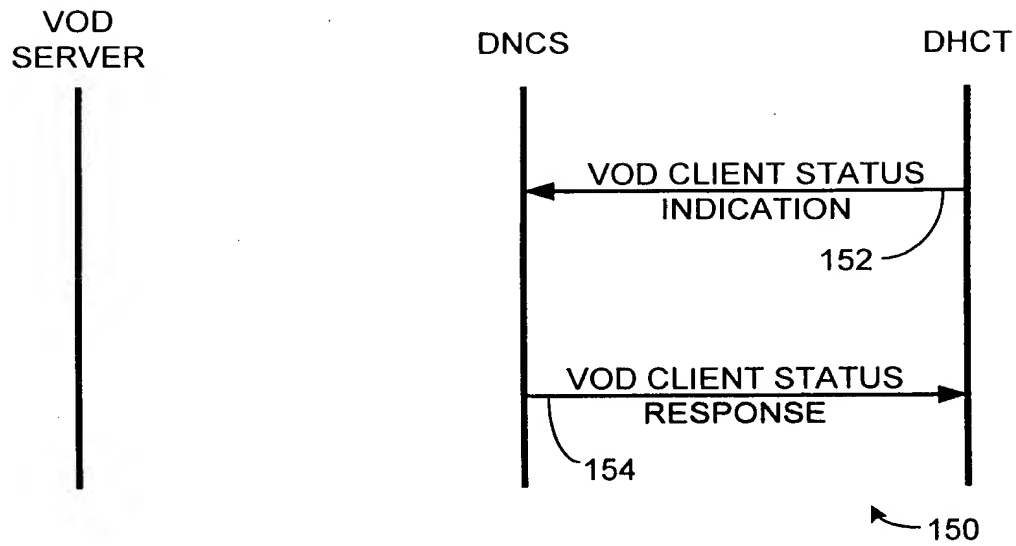 VOD
SERVER
DNCS
DHCT
VOD CLIENT STATUS
INDICATION
152
VOD CLIENT STATUS
RESPONSE
154
150